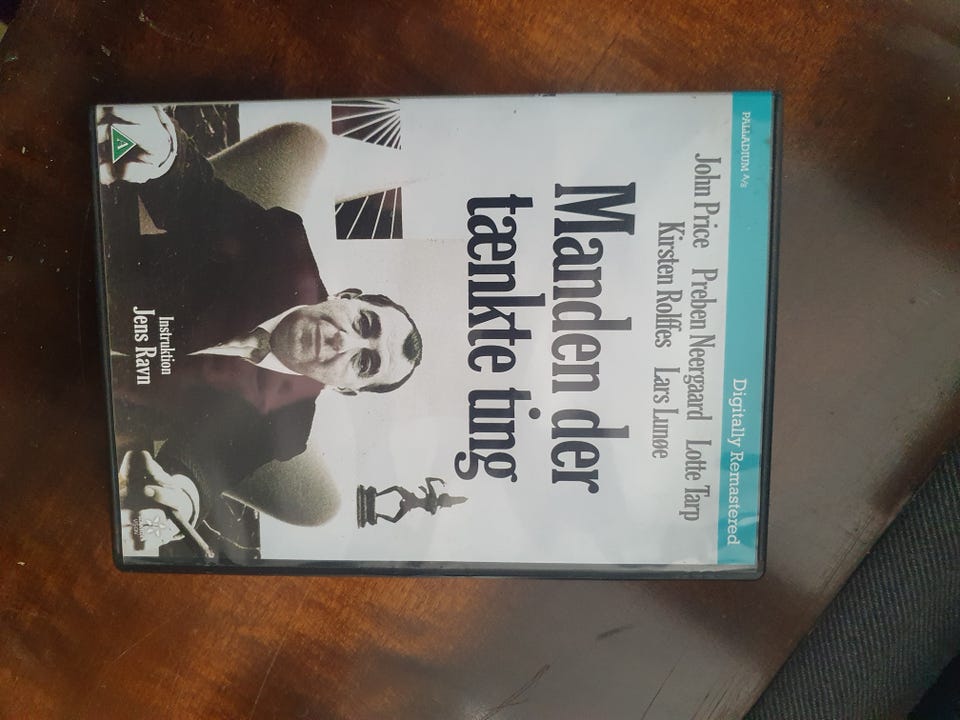 PALLADIUM A/S
Digitally Remastered
John Price Preben Neergaard Lotte Tarp
Kirsten Rolffes Lars Lunøe
Manden der
tænkte ting
Instruktion
Jens Ravn
A